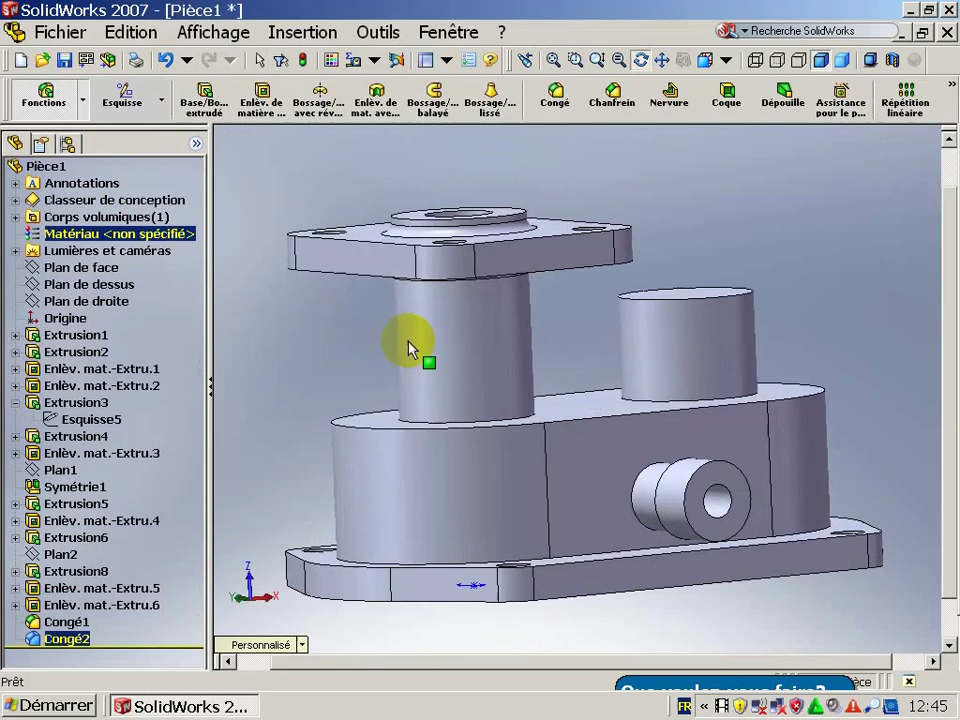 SolidWorks 2007 - [Pièce1 *]
Fichier Edition Affichage Insertion Outils Fenêtre ?
Recherche SolidWorks
Fonctions Esquisse Base/Bo... extrudé Enlèv. de matière ... Bossage/... avec rév... Enlèv. de mat. ave... Bossage/... balayé Bossage/... lissé Congé Chanfrein Nervure Coque Dépouille Assistance pour le p... Répétition linéaire
Pièce1
Annotations
Classeur de conception
Corps volumiques(1)
Matériau <non spécifié>
Lumières et caméras
Plan de face
Plan de dessus
Plan de droite
Origine
Extrusion1
Extrusion2
Enlèv. mat.-Extru.1
Enlèv. mat.-Extru.2
Extrusion3
Esquisse5
Extrusion4
Enlèv. mat.-Extru.3
Plan1
Symétrie1
Extrusion5
Enlèv. mat.-Extru.4
Extrusion6
Plan2
Extrusion8
Enlèv. mat.-Extru.5
Enlèv. mat.-Extru.6
Congé1
Congé2
Z
Y X
Personnalisé
Prêt
Démarrer SolidWorks 2... FR 12:45